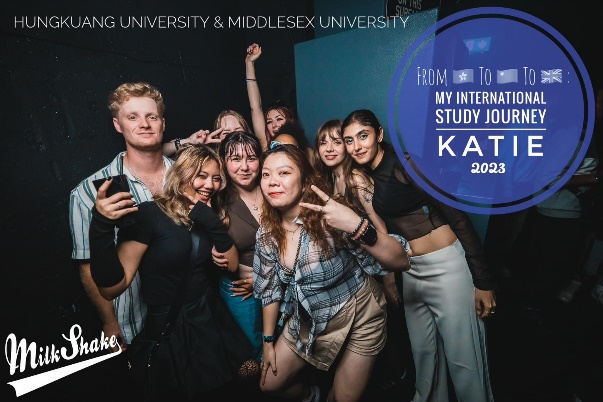 HUNGKUANG UNIVERSITY & MIDDLESEX UNIVERSITY
FROM 🇭🇰 TO 🇹🇼 TO 🇬🇧 :
MY INTERNATIONAL
STUDY JOURNEY
KATIE
2023
MilkShake